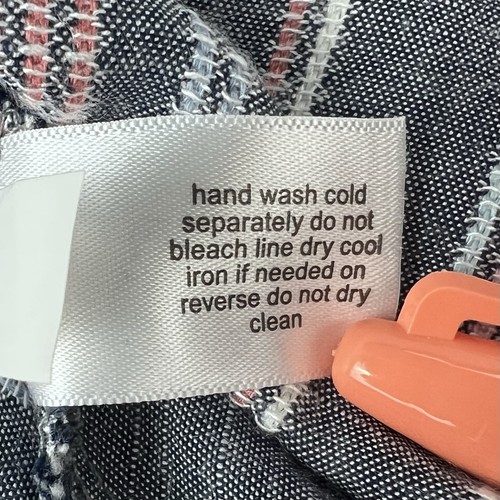 hand wash cold
separately do not
bleach line dry cool
iron if needed on
reverse do not dry
clean